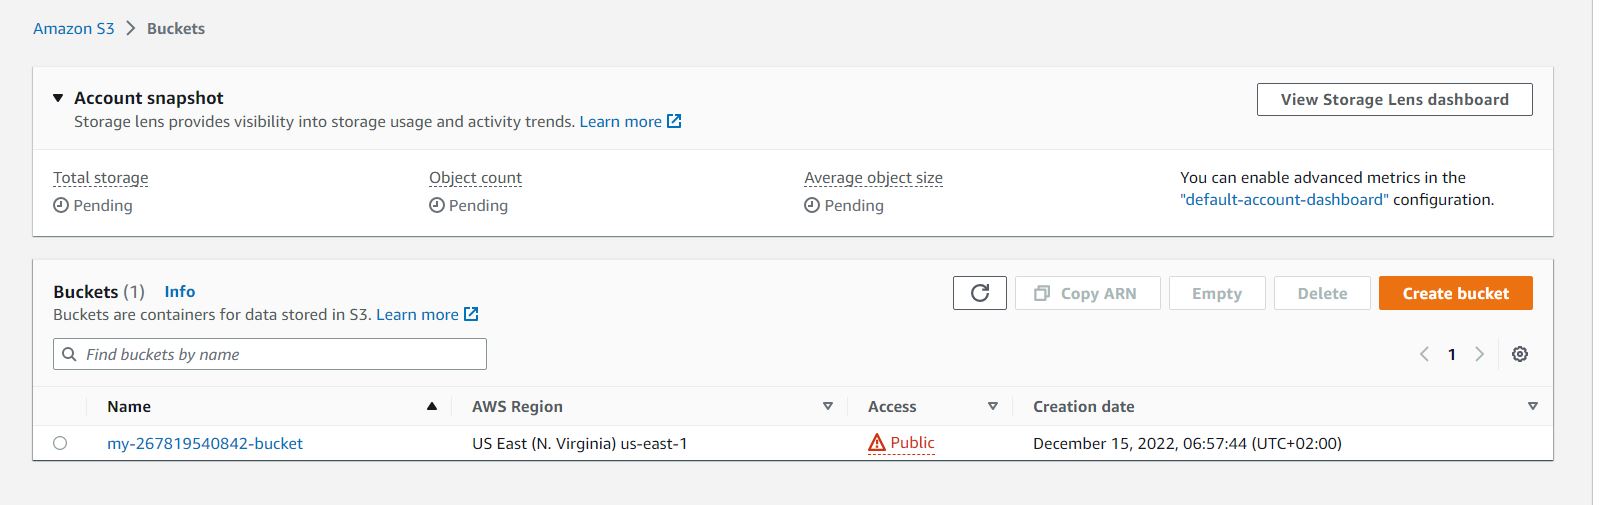 Amazon S3 > Buckets
Account snapshot
View Storage Lens dashboard
Storage lens provides visibility into storage usage and activity trends. Learn more
Total storage
Pending
Object count
Pending
Average object size
Pending
You can enable advanced metrics in the
"default-account-dashboard" configuration.
Buckets (1) Info
Copy ARN Empty Delete Create bucket
Buckets are containers for data stored in S3. Learn more
Find buckets by name
1
Name AWS Region Access Creation date
my-267819540842-bucket US East (N. Virginia) us-east-1 Public December 15, 2022, 06:57:44 (UTC+02:00)